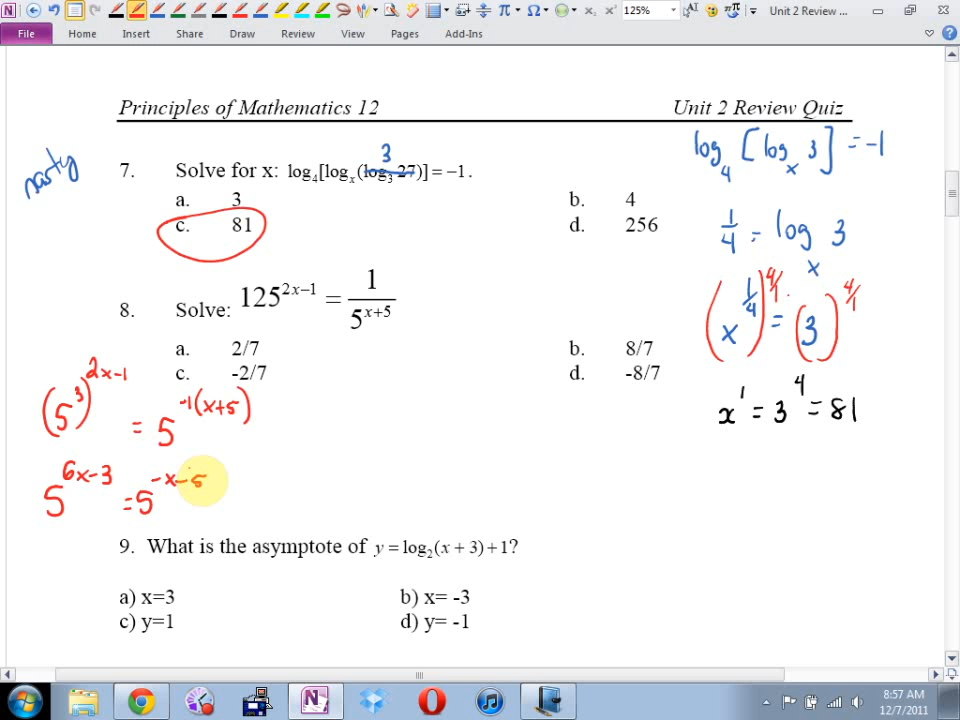 125%
Unit 2 Review ...
File Home Insert Share Draw Review View Pages Add-Ins
Principles of Mathematics 12 Unit 2 Review Quiz
nasty
7. Solve for x: log₄[logₓ(log₃ 27)] = −1.
3
a. 3 b. 4
c. 81 d. 256
log₄ [logₓ 3] = -1
1/4 = logₓ 3
(x^(1/4))^(4/1) = (3)^(4/1)
x¹ = 3⁴ = 81
8. Solve: 125^(2x−1) = 1/5^(x+5)
a. 2/7 b. 8/7
c. -2/7 d. -8/7
(5³)^(2x-1) = 5^(-1(x+5))
5^(6x-3) = 5^(-x-5)
9. What is the asymptote of y = log₂(x + 3) + 1?
a) x=3 b) x= -3
c) y=1 d) y= -1
8:57 AM
12/7/2011